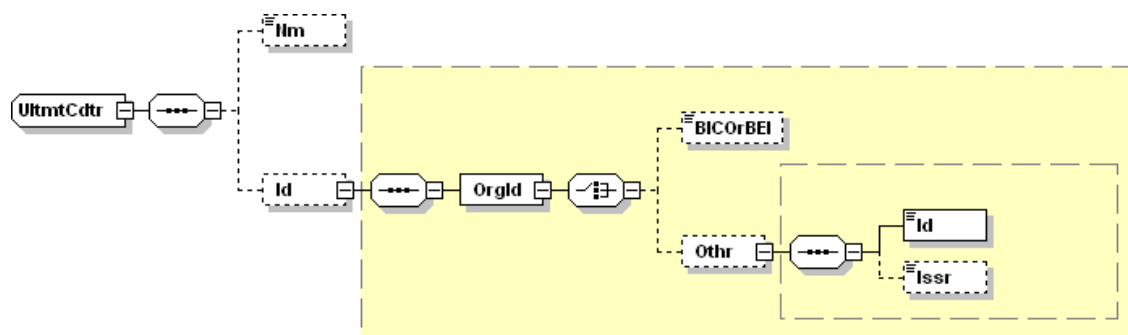 Nm
UltmtCdtr
BICOrBEI
Id
OrgId
Id
Othr
Issr